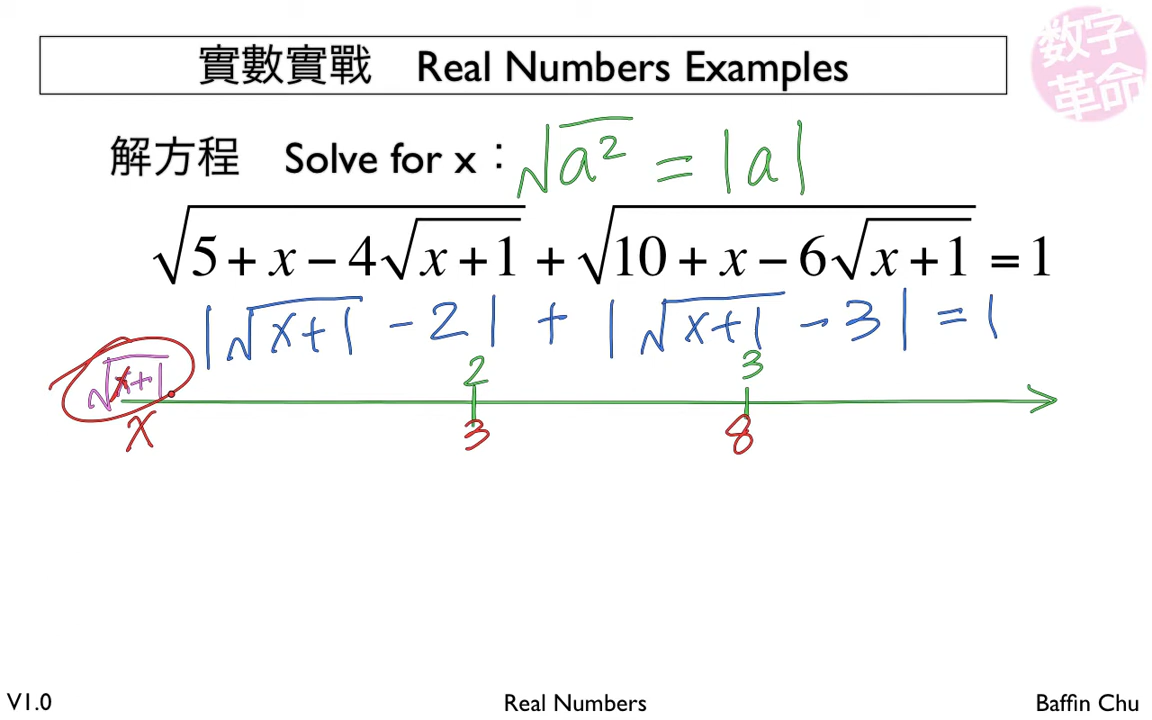 實數實戰 Real Numbers Examples
数字
革命
解方程 Solve for x：√(a²) = |a|
√(5 + x − 4√(x + 1)) + √(10 + x − 6√(x + 1)) = 1
|√(x+1) − 2| + |√(x+1) − 3| = 1
√(x+1) 2 3
x 3 8
V1.0 Real Numbers Baffin Chu